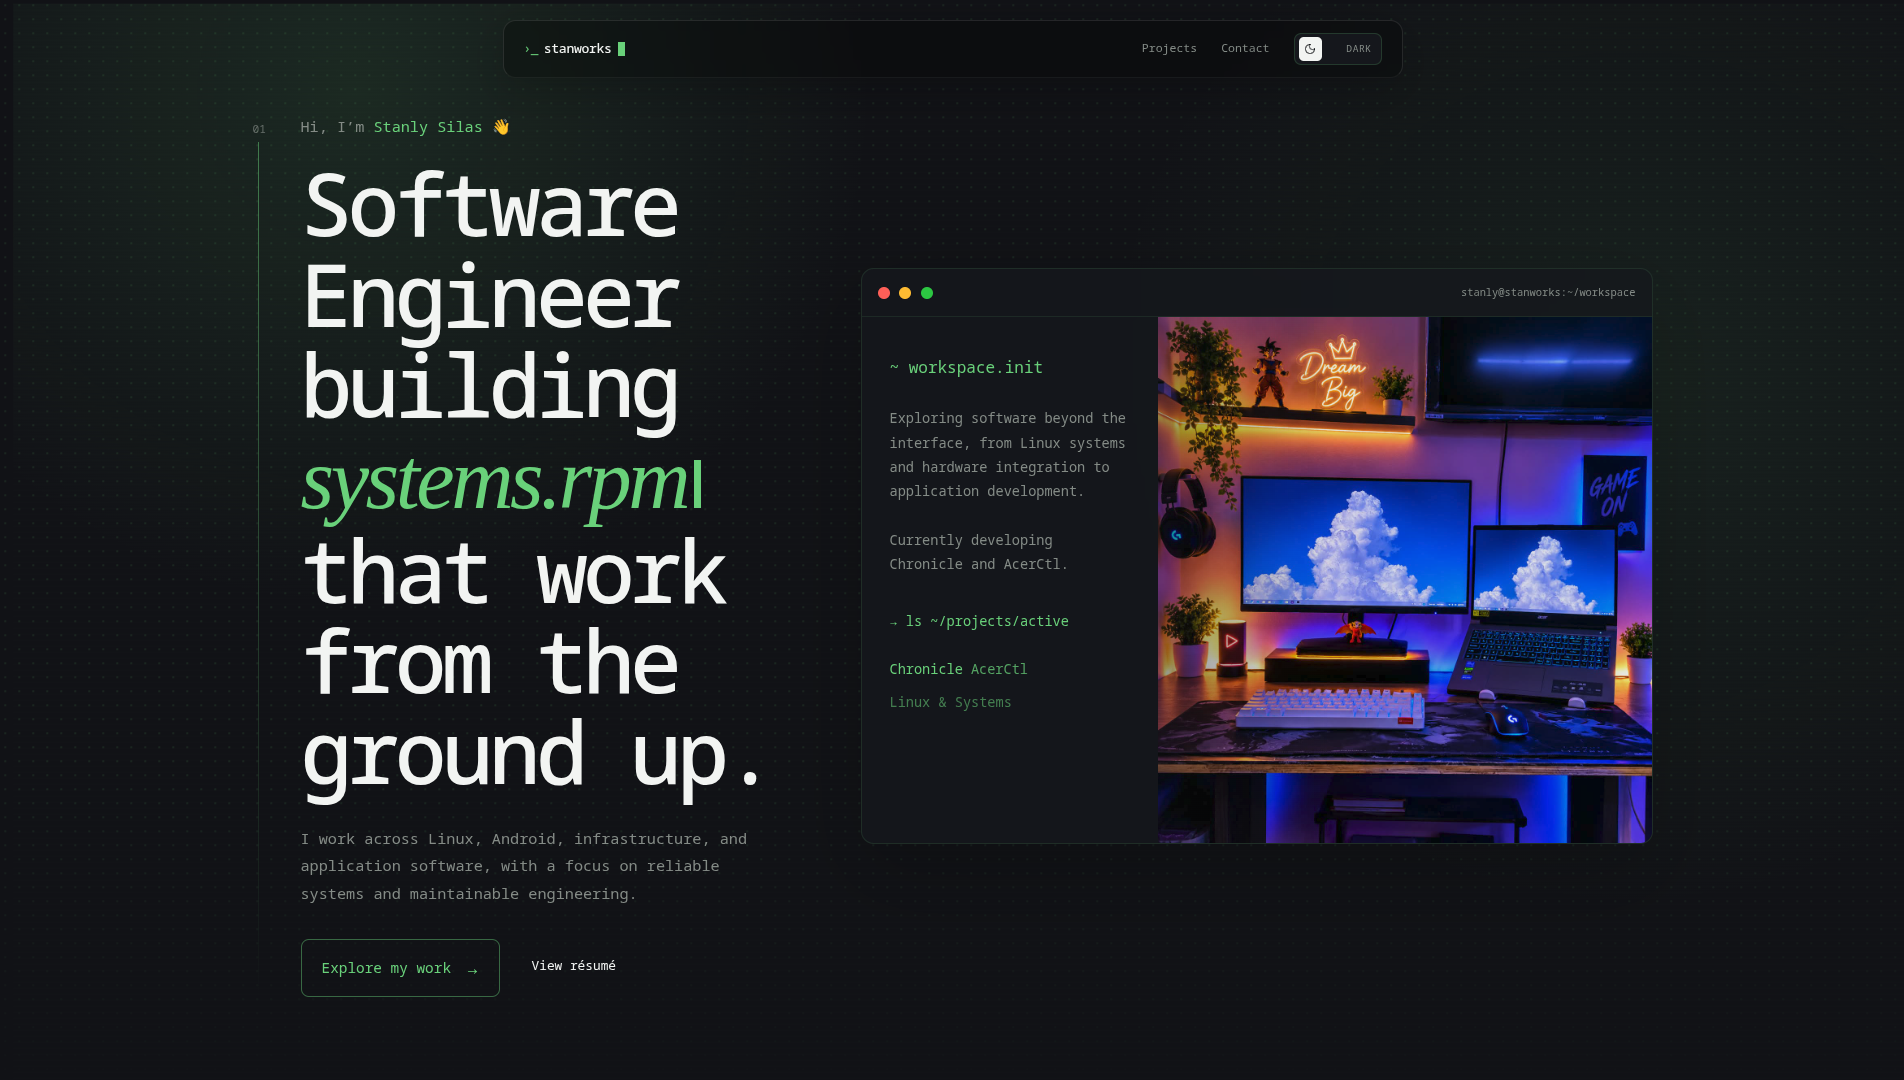 ›_ stanworks
Projects
Contact
DARK
01
Hi, I’m Stanly Silas 👋
Software
Engineer
building
systems.rpm
that work
from the
ground up.
I work across Linux, Android, infrastructure, and
application software, with a focus on reliable
systems and maintainable engineering.
Explore my work →
View résumé
stanly@stanworks:~/workspace
~ workspace.init
Exploring software beyond the
interface, from Linux systems
and hardware integration to
application development.
Currently developing
Chronicle and AcerCtl.
→ ls ~/projects/active
Chronicle AcerCtl
Linux & Systems
Dream
Big
GAME
ON